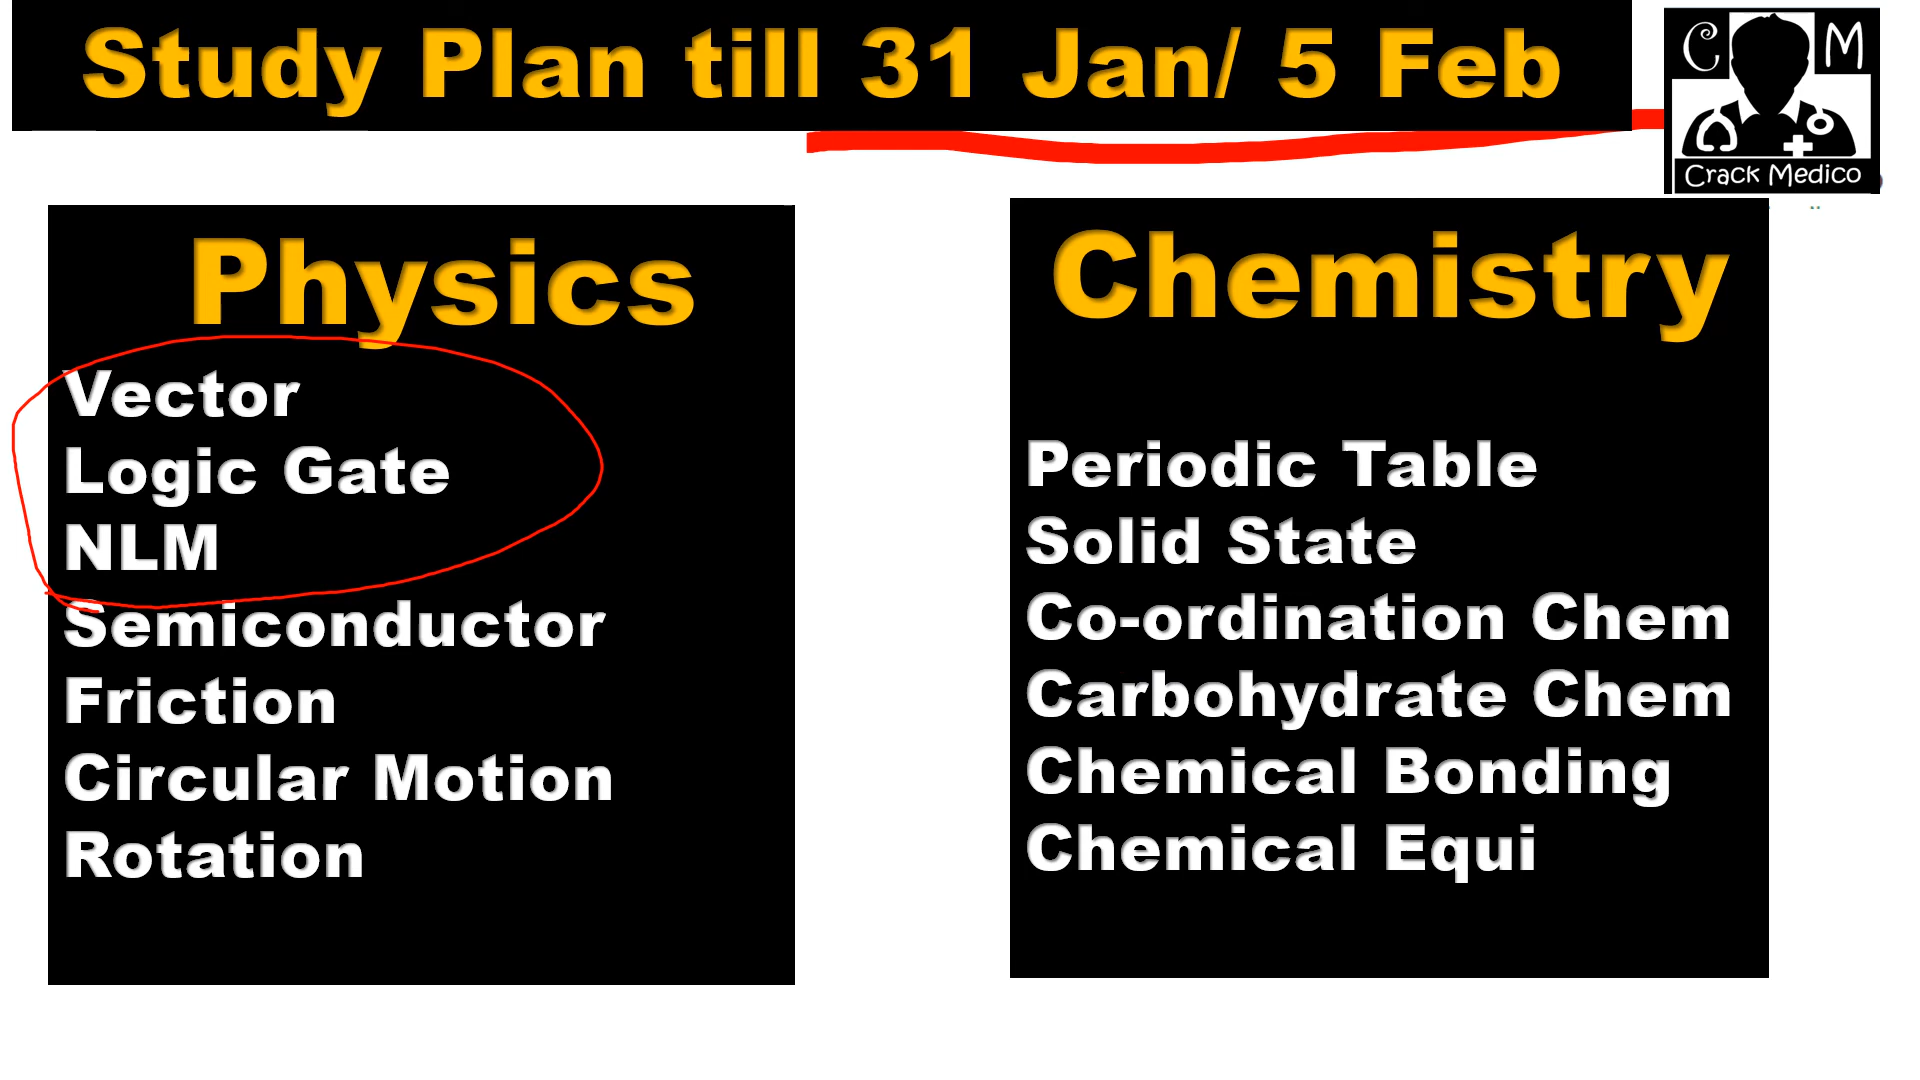 Study Plan till 31 Jan/ 5 Feb
C M
Crack Medico
Physics
Vector
Logic Gate
NLM
Semiconductor
Friction
Circular Motion
Rotation
Chemistry
Periodic Table
Solid State
Co-ordination Chem
Carbohydrate Chem
Chemical Bonding
Chemical Equi